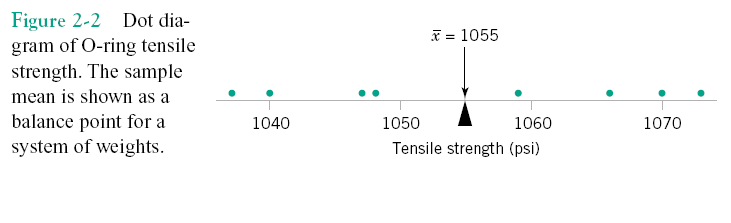 Figure 2-2 Dot dia-
gram of O-ring tensile
strength. The sample
mean is shown as a
balance point for a
system of weights.
x̄ = 1055
1040 1050 1060 1070
Tensile strength (psi)